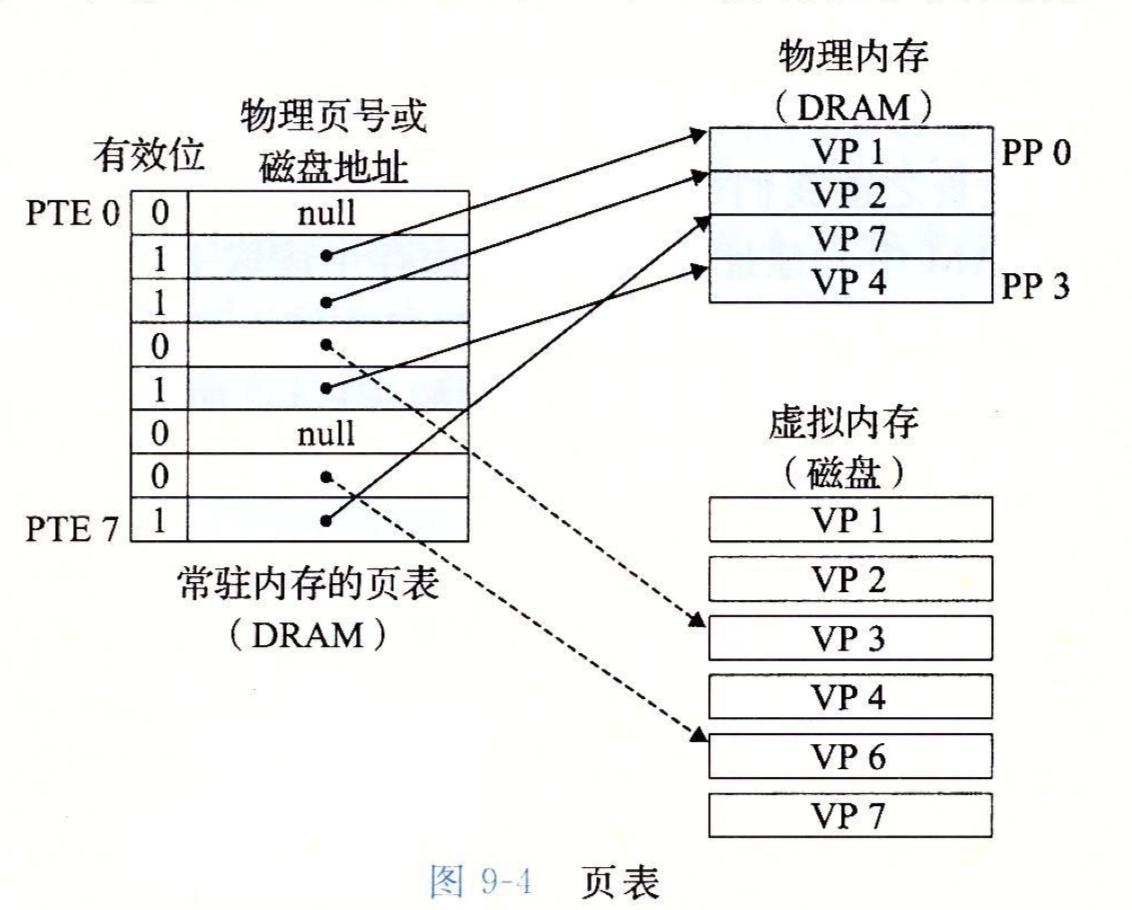 物理内存
（DRAM）
VP 1 PP 0
VP 2
VP 7
VP 4 PP 3
有效位
物理页号或
磁盘地址
PTE 0 0 null
1
1
0
1
0 null
0
PTE 7 1
常驻内存的页表
（DRAM）
虚拟内存
（磁盘）
VP 1
VP 2
VP 3
VP 4
VP 6
VP 7
图 9-4 页表